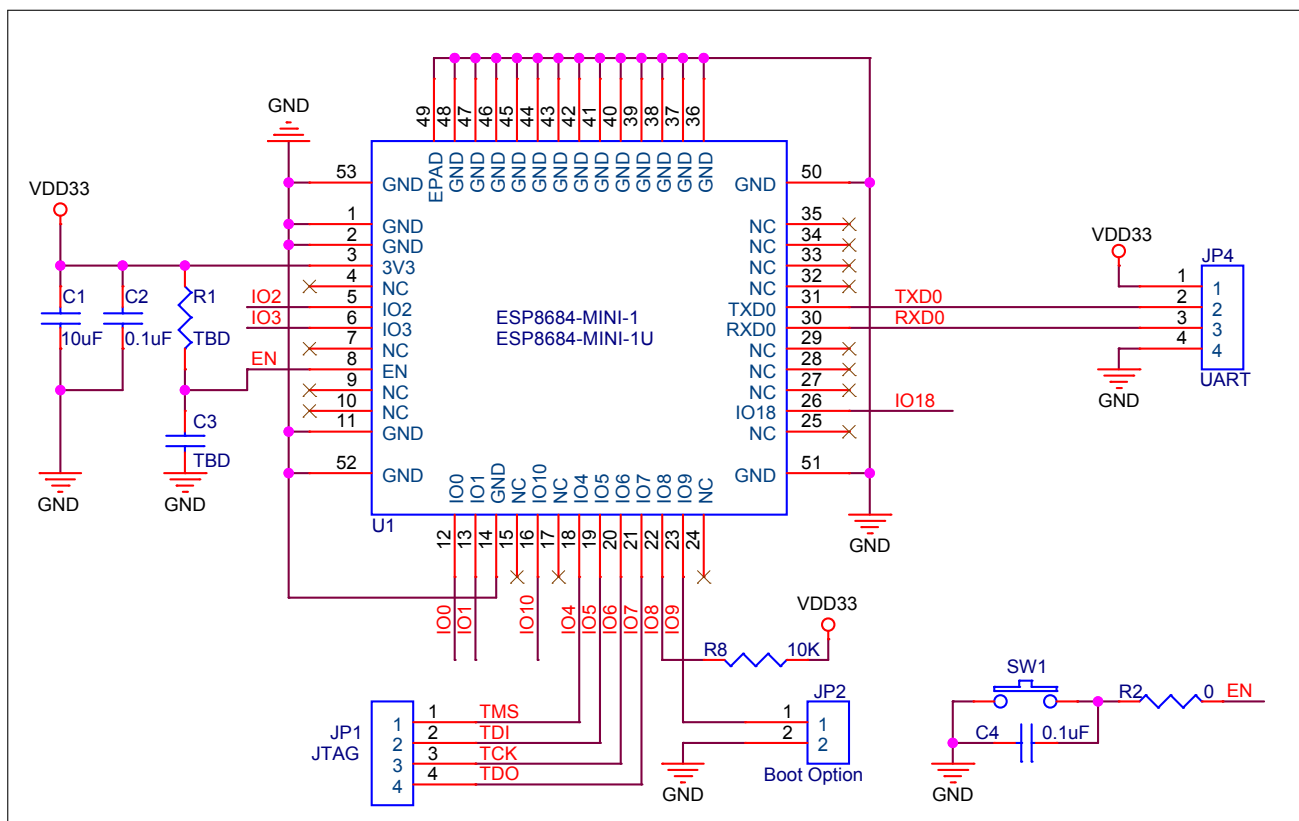 49 48 47 46 45 44 43 42 41 40 39 38 37 36
EPAD GND GND GND GND GND GND GND GND GND GND GND GND GND
GND
VDD33
53 GND
1 GND
2 GND
3 3V3
4 NC
IO2 5 IO2
IO3 6 IO3
7 NC
EN 8 EN
9 NC
10 NC
11 GND
52 GND
C1
10uF
C2
0.1uF
R1
TBD
C3
TBD
GND
GND
ESP8684-MINI-1
ESP8684-MINI-1U
U1
GND 50
NC 35
NC 34
NC 33
NC 32
TXD0 31 TXD0
RXD0 30 RXD0
NC 29
NC 28
NC 27
IO18 26 IO18
NC 25
GND 51
GND
VDD33
JP4
1 1
2 2
3 3
4 4
UART
GND
IO0 IO1 GND NC IO10 NC IO4 IO5 IO6 IO7 IO8 IO9 NC
12 13 14 15 16 17 18 19 20 21 22 23 24
IO0 IO1 IO10 IO4 IO5 IO6 IO7 IO8 IO9
VDD33
R8 10K
JP1
JTAG
1 1 TMS
2 2 TDI
3 3 TCK
4 4 TDO
JP2
1 1
2 2
Boot Option
GND
SW1
R2 0 EN
C4 0.1uF
GND